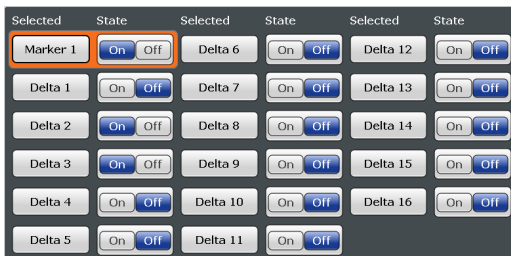 Selected State Selected State Selected State
Marker 1 On Off Delta 6 On Off Delta 12 On Off
Delta 1 On Off Delta 7 On Off Delta 13 On Off
Delta 2 On Off Delta 8 On Off Delta 14 On Off
Delta 3 On Off Delta 9 On Off Delta 15 On Off
Delta 4 On Off Delta 10 On Off Delta 16 On Off
Delta 5 On Off Delta 11 On Off